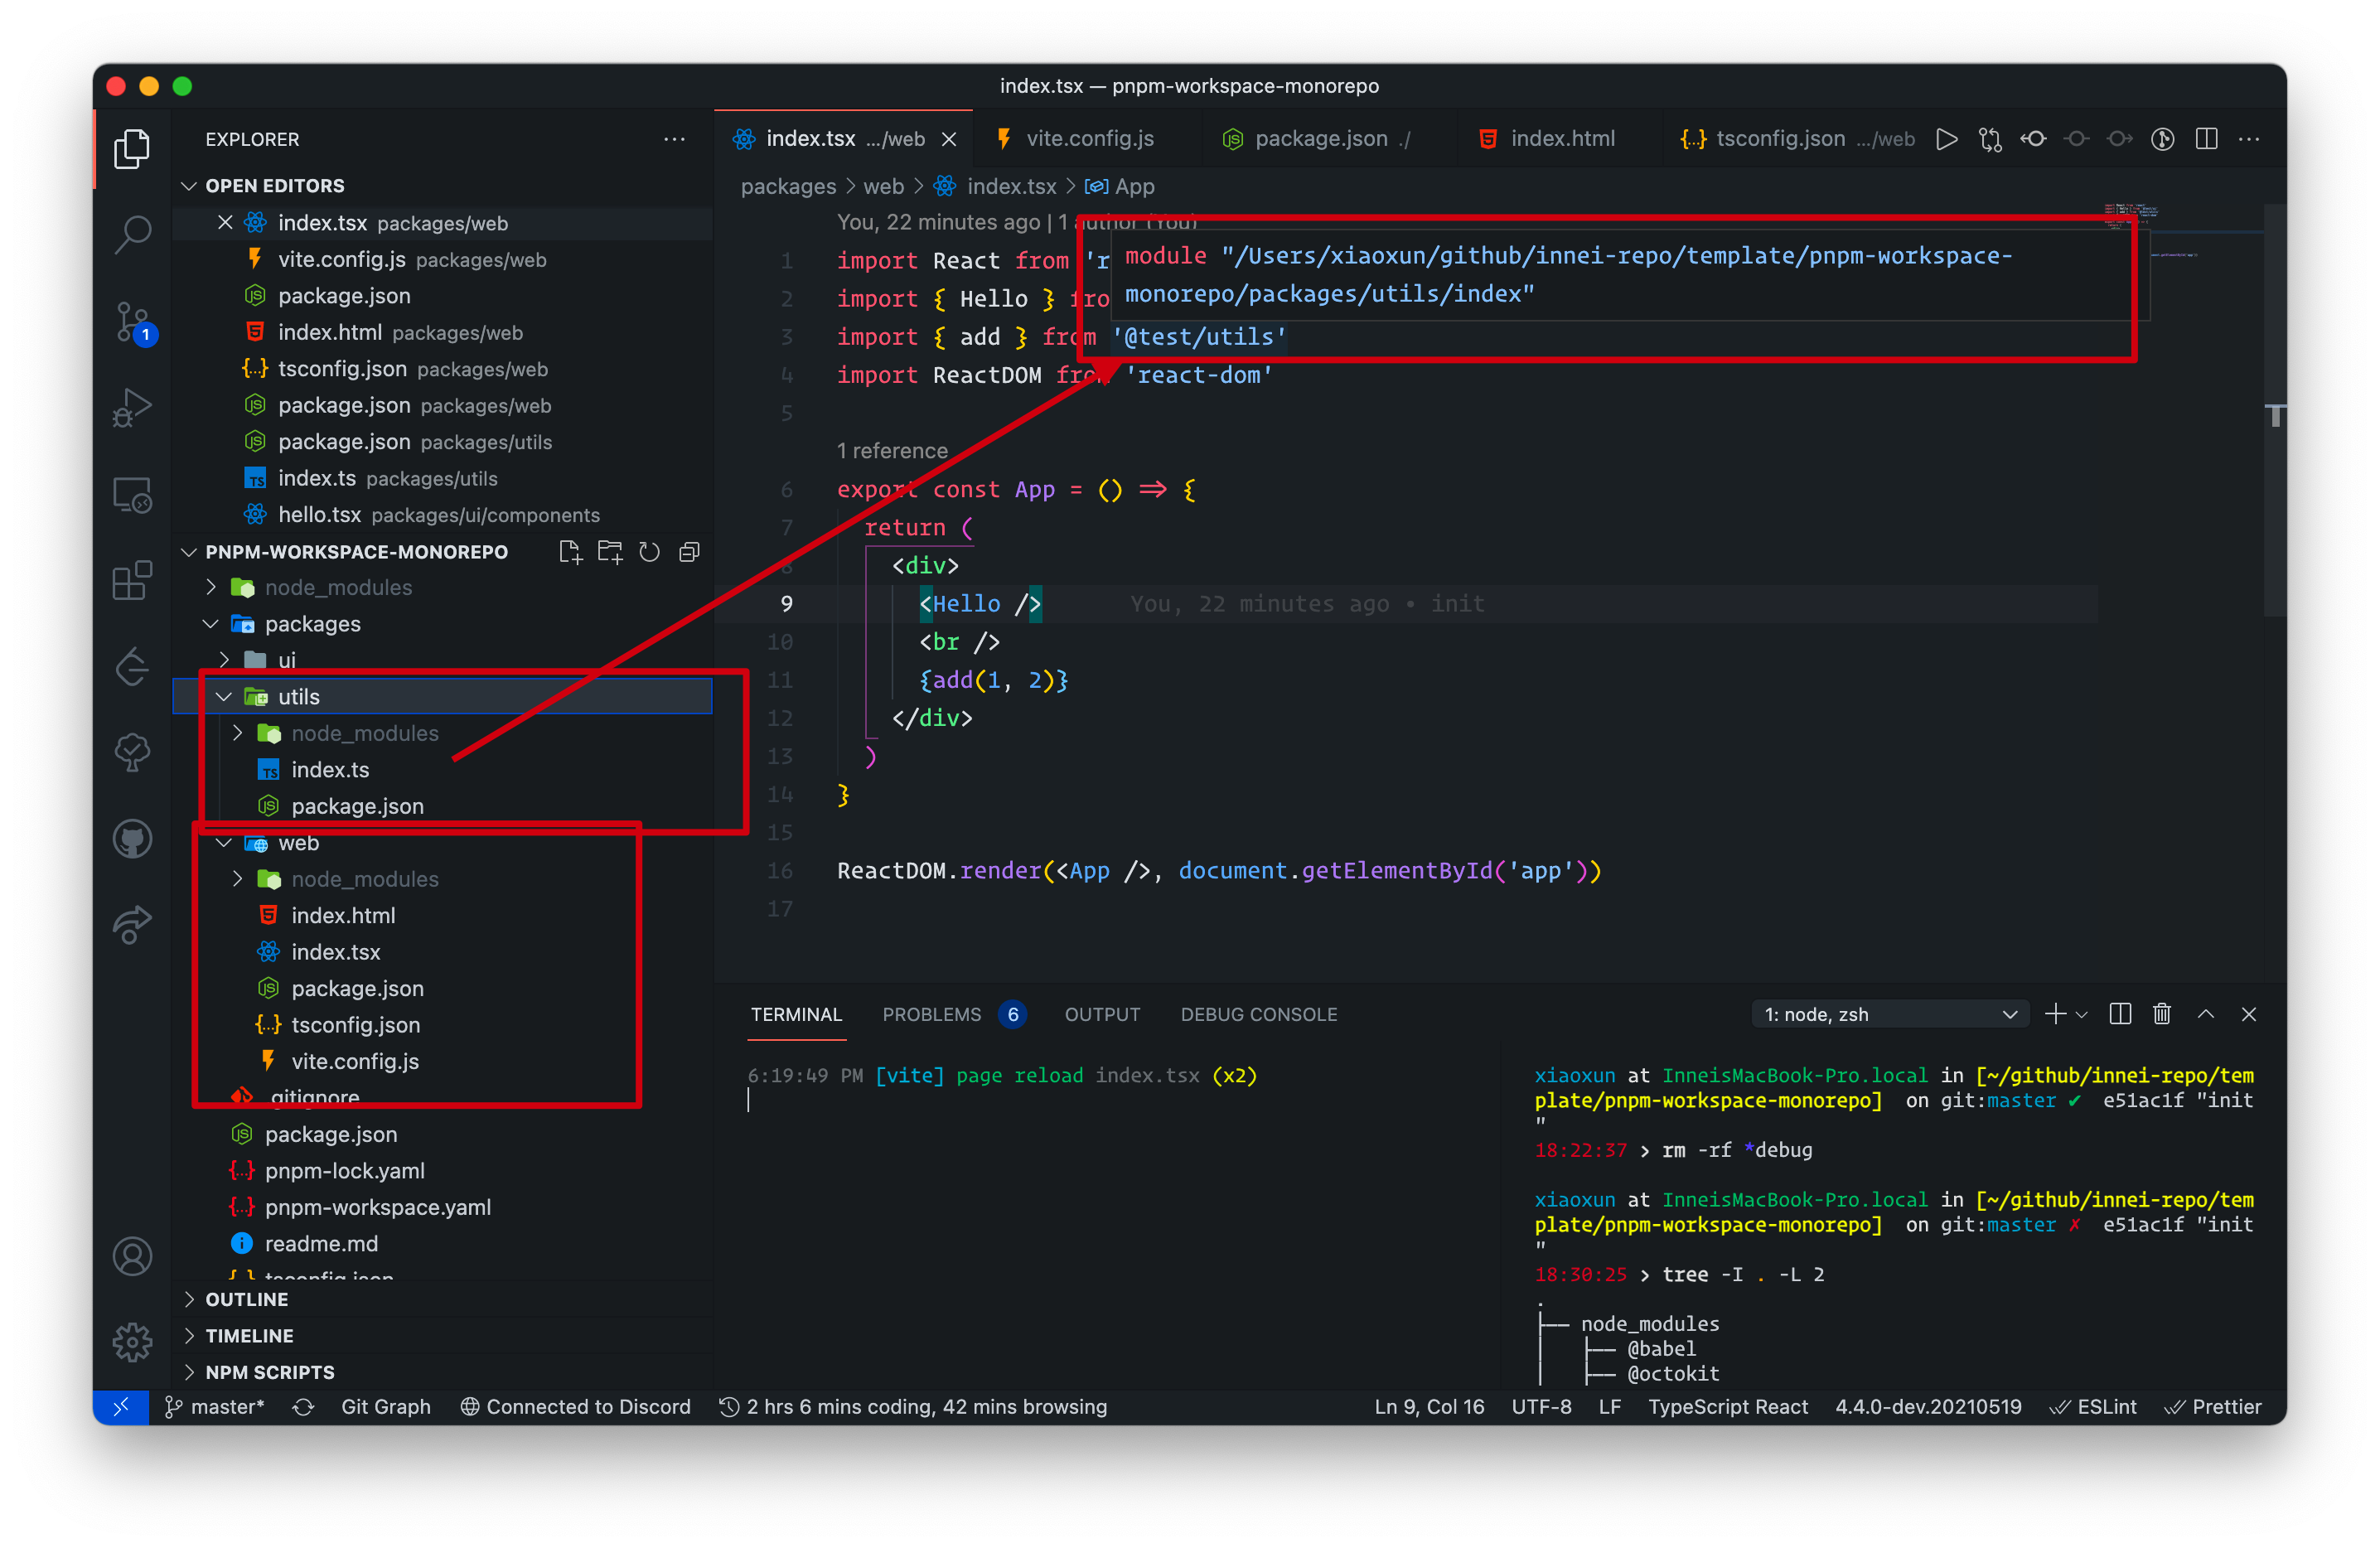 index.tsx — pnpm-workspace-monorepo
EXPLORER
OPEN EDITORS
index.tsx packages/web
vite.config.js packages/web
package.json
index.html packages/web
tsconfig.json packages/web
package.json packages/web
package.json packages/utils
index.ts packages/utils
hello.tsx packages/ui/components
PNPM-WORKSPACE-MONOREPO
node_modules
packages
ui
utils
node_modules
index.ts
package.json
web
node_modules
index.html
index.tsx
package.json
tsconfig.json
vite.config.js
.gitignore
package.json
pnpm-lock.yaml
pnpm-workspace.yaml
readme.md
tsconfig.json
OUTLINE
TIMELINE
NPM SCRIPTS
1
index.tsx .../web
vite.config.js
package.json ./
index.html
{..} tsconfig.json .../web
packages > web > index.tsx > App
You, 22 minutes ago | 1 author (You)
module "/Users/xiaoxun/github/innei-repo/template/pnpm-workspace-
monorepo/packages/utils/index"
1 import React from 'r
2 import { Hello } fro
3 import { add } from '@test/utils'
4 import ReactDOM from 'react-dom'
5
1 reference
6 export const App = () => {
7 return (
8 <div>
9 <Hello /> You, 22 minutes ago • init
10 <br />
11 {add(1, 2)}
12 </div>
13 )
14 }
15
16 ReactDOM.render(<App />, document.getElementById('app'))
17
TERMINAL PROBLEMS 6 OUTPUT DEBUG CONSOLE
1: node, zsh
6:19:49 PM [vite] page reload index.tsx (x2)
xiaoxun at InneisMacBook-Pro.local in [~/github/innei-repo/tem
plate/pnpm-workspace-monorepo] on git:master ✔ e51ac1f "init
"
18:22:37 › rm -rf *debug
xiaoxun at InneisMacBook-Pro.local in [~/github/innei-repo/tem
plate/pnpm-workspace-monorepo] on git:master ✗ e51ac1f "init
"
18:30:25 › tree -I . -L 2
.
├── node_modules
│   ├── @babel
│   ├── @octokit
master* Git Graph Connected to Discord 2 hrs 6 mins coding, 42 mins browsing
Ln 9, Col 16 UTF-8 LF TypeScript React 4.4.0-dev.20210519 ESLint Prettier